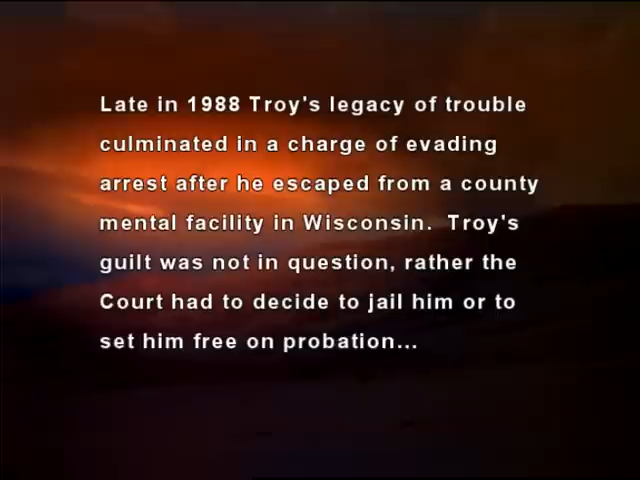 Late in 1988 Troy's legacy of trouble
culminated in a charge of evading
arrest after he escaped from a county
mental facility in Wisconsin.  Troy's
guilt was not in question, rather the
Court had to decide to jail him or to
set him free on probation...